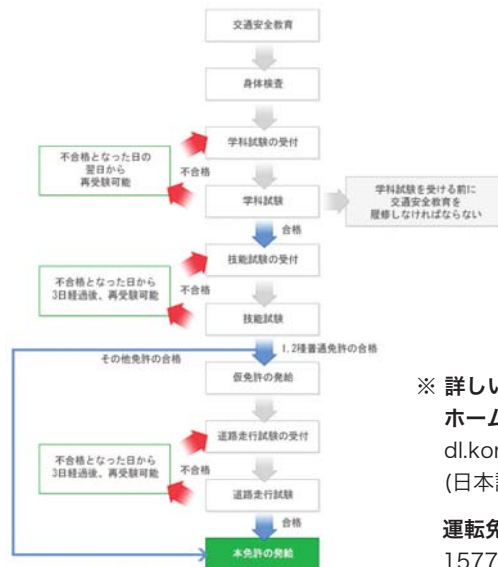 交通安全教育
身体検査
学科試験の受付
不合格となった日の
翌日から
再受験可能
不合格
学科試験
学科試験を受ける前に
交通安全教育を
履修しなければならない
合格
技能試験の受付
不合格となった日から
3日経過後、再受験可能
不合格
技能試験
1, 2種普通免許の合格
その他免許の合格
仮免許の発給
※ 詳しい
ホーム
dl.kor
(日本語
道路走行試験の受付
不合格となった日から
3日経過後、再受験可能
不合格
道路走行試験
合格
運転免
1577
本免許の発給